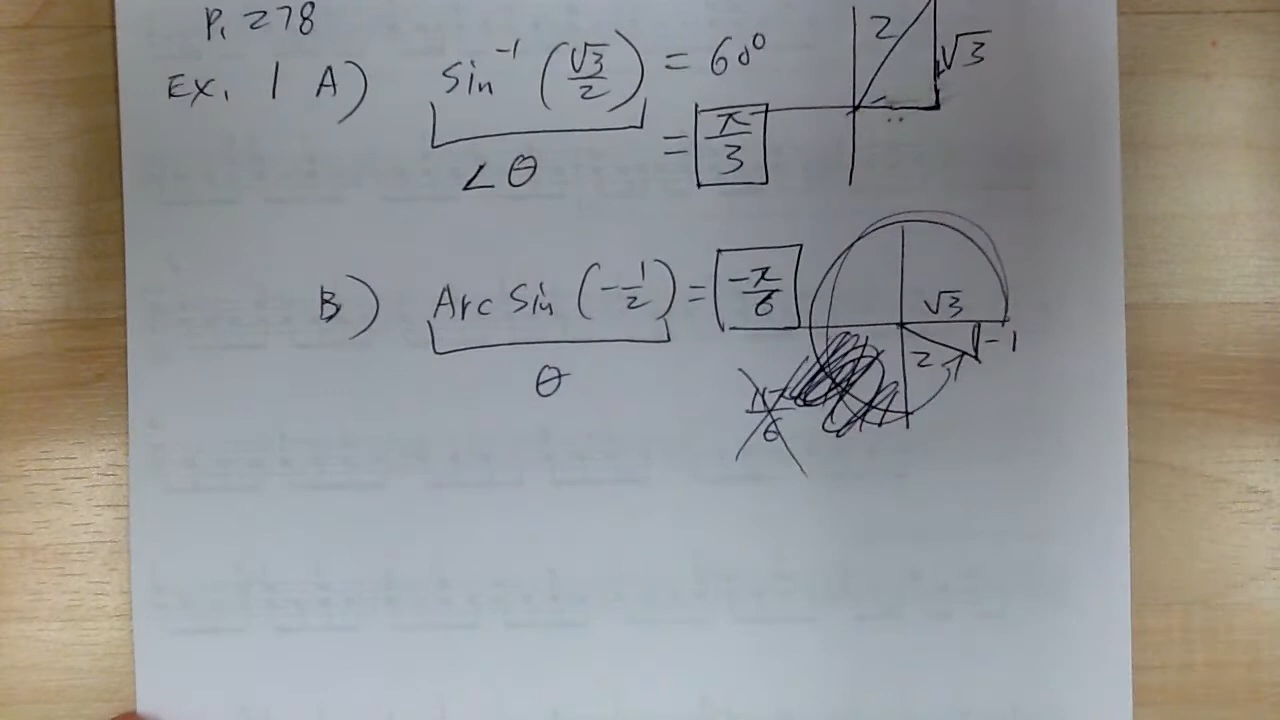 P. 278
Ex. 1 A) Sin⁻¹ (√3/2) = 60°
= π/3
∠θ
2
√3
B) Arc Sin (-1/2) = -π/6
θ
√3
-1
2